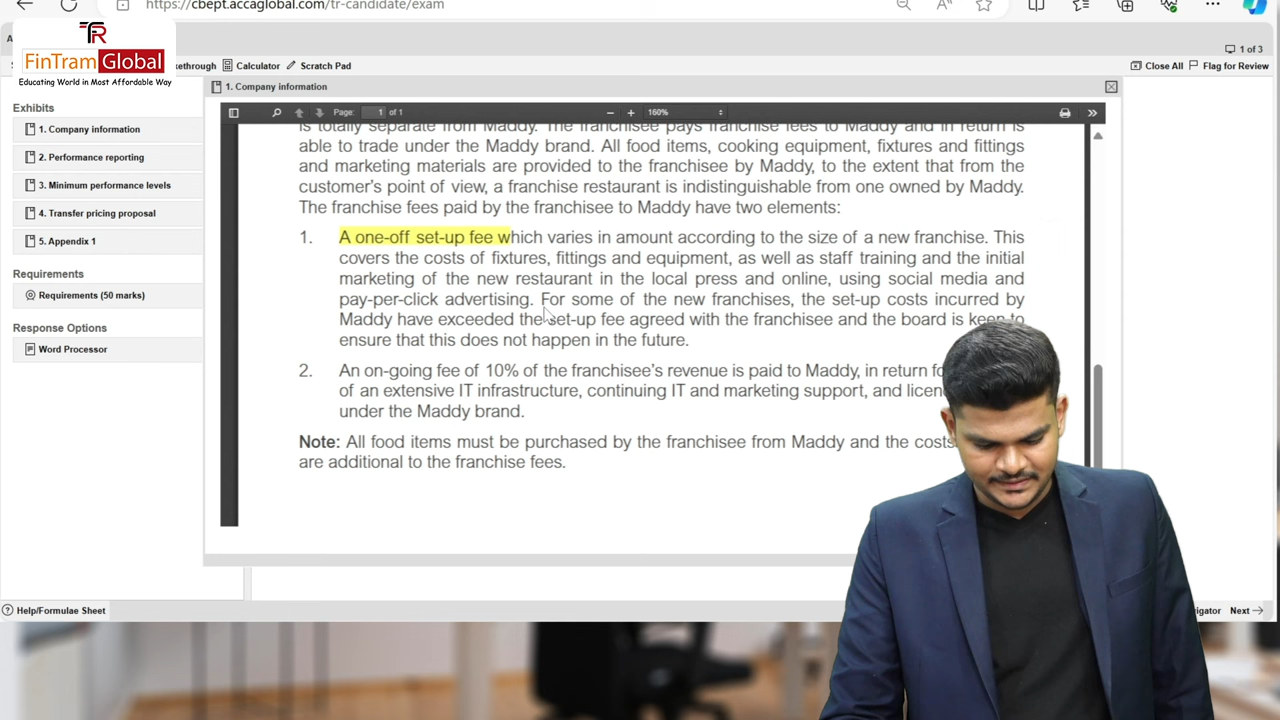 https://cbept.accaglobal.com/tr-candidate/exam
TR
FinTram Global
Educating World in Most Affordable Way
1 of 3
Calculator
Scratch Pad
Close All
Flag for Review
Exhibits
1. Company information
2. Performance reporting
3. Minimum performance levels
4. Transfer pricing proposal
5. Appendix 1
Requirements
Requirements (50 marks)
Response Options
Word Processor
1. Company information
Page: 1 of 1
160%
is totally separate from Maddy. The franchisee pays franchise fees to Maddy and in return is
able to trade under the Maddy brand. All food items, cooking equipment, fixtures and fittings
and marketing materials are provided to the franchisee by Maddy, to the extent that from the
customer's point of view, a franchise restaurant is indistinguishable from one owned by Maddy.
The franchise fees paid by the franchisee to Maddy have two elements:
1. A one-off set-up fee which varies in amount according to the size of a new franchise. This
covers the costs of fixtures, fittings and equipment, as well as staff training and the initial
marketing of the new restaurant in the local press and online, using social media and
pay-per-click advertising. For some of the new franchises, the set-up costs incurred by
Maddy have exceeded the set-up fee agreed with the franchisee and the board is keen to
ensure that this does not happen in the future.
2. An on-going fee of 10% of the franchisee's revenue is paid to Maddy, in return
of an extensive IT infrastructure, continuing IT and marketing support, and
under the Maddy brand.
Note: All food items must be purchased by the franchisee from Maddy and the costs
are additional to the franchise fees.
Help/Formulae Sheet
Next